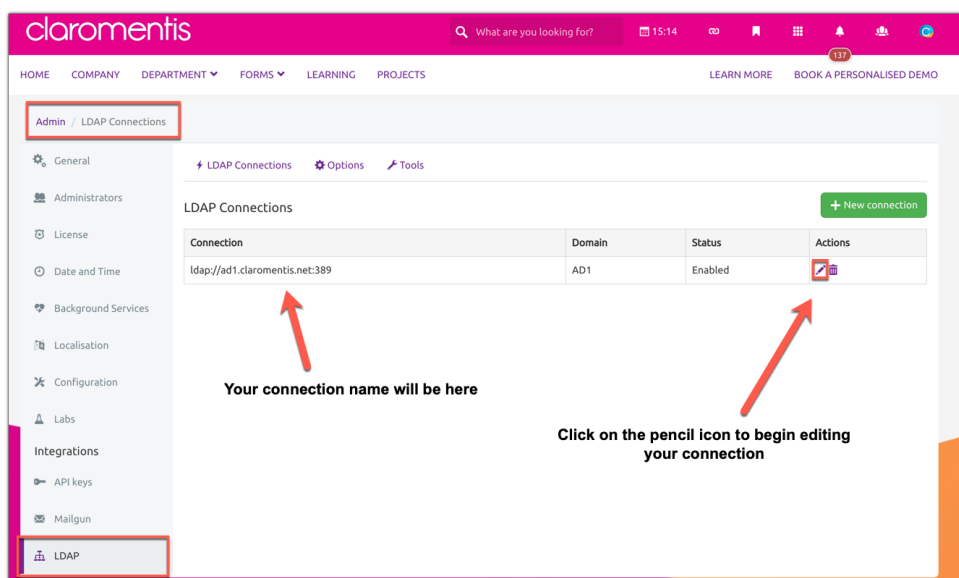 claromentis
What are you looking for?
15:14
137
HOME COMPANY DEPARTMENT FORMS LEARNING PROJECTS LEARN MORE BOOK A PERSONALISED DEMO
Admin / LDAP Connections
General
Administrators
License
Date and Time
Background Services
Localisation
Configuration
Labs
Integrations
API keys
Mailgun
LDAP
LDAP Connections Options Tools
LDAP Connections
+ New connection
Connection Domain Status Actions
ldap://ad1.claromentis.net:389 AD1 Enabled
Your connection name will be here
Click on the pencil icon to begin editing
your connection